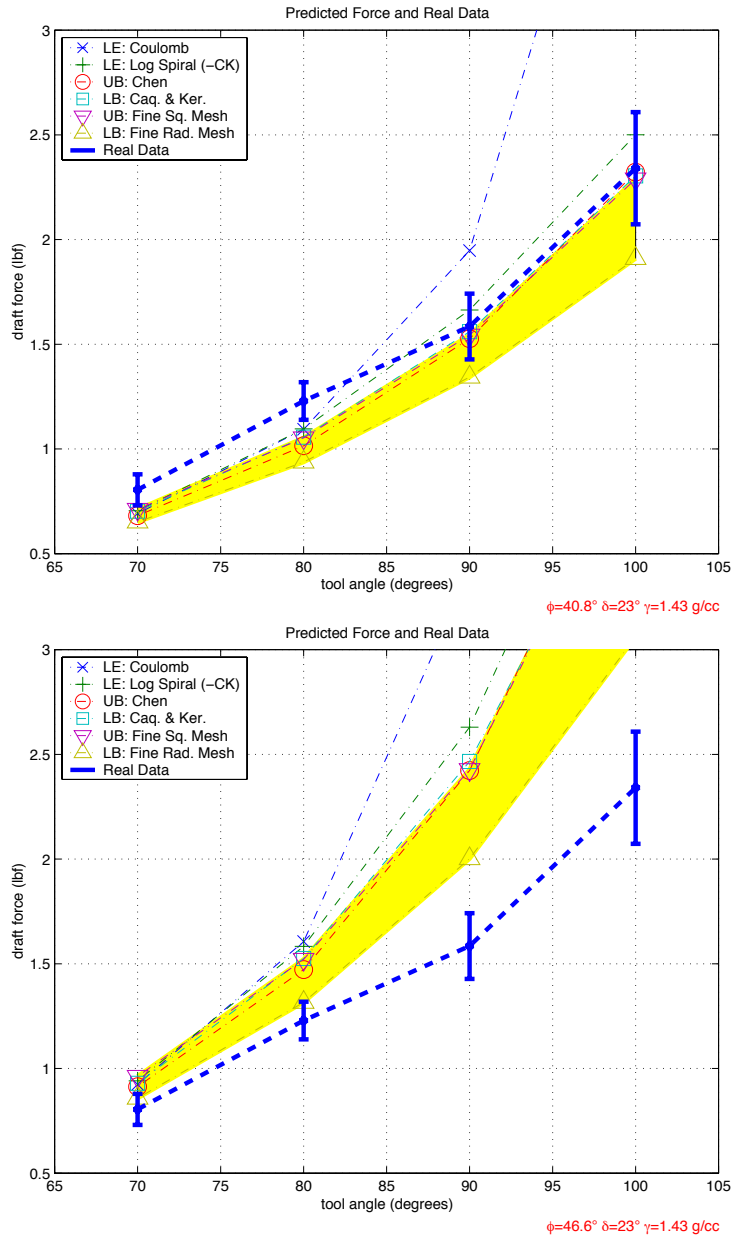 Predicted Force and Real Data
3
2.5
2
1.5
1
0.5
draft force (lbf)
LE: Coulomb
LE: Log Spiral (-CK)
UB: Chen
LB: Caq. & Ker.
UB: Fine Sq. Mesh
LB: Fine Rad. Mesh
Real Data
65 70 75 80 85 90 95 100 105
tool angle (degrees)
ϕ=40.8° δ=23° γ=1.43 g/cc
Predicted Force and Real Data
3
2.5
2
1.5
1
0.5
draft force (lbf)
LE: Coulomb
LE: Log Spiral (-CK)
UB: Chen
LB: Caq. & Ker.
UB: Fine Sq. Mesh
LB: Fine Rad. Mesh
Real Data
65 70 75 80 85 90 95 100 105
tool angle (degrees)
ϕ=46.6° δ=23° γ=1.43 g/cc